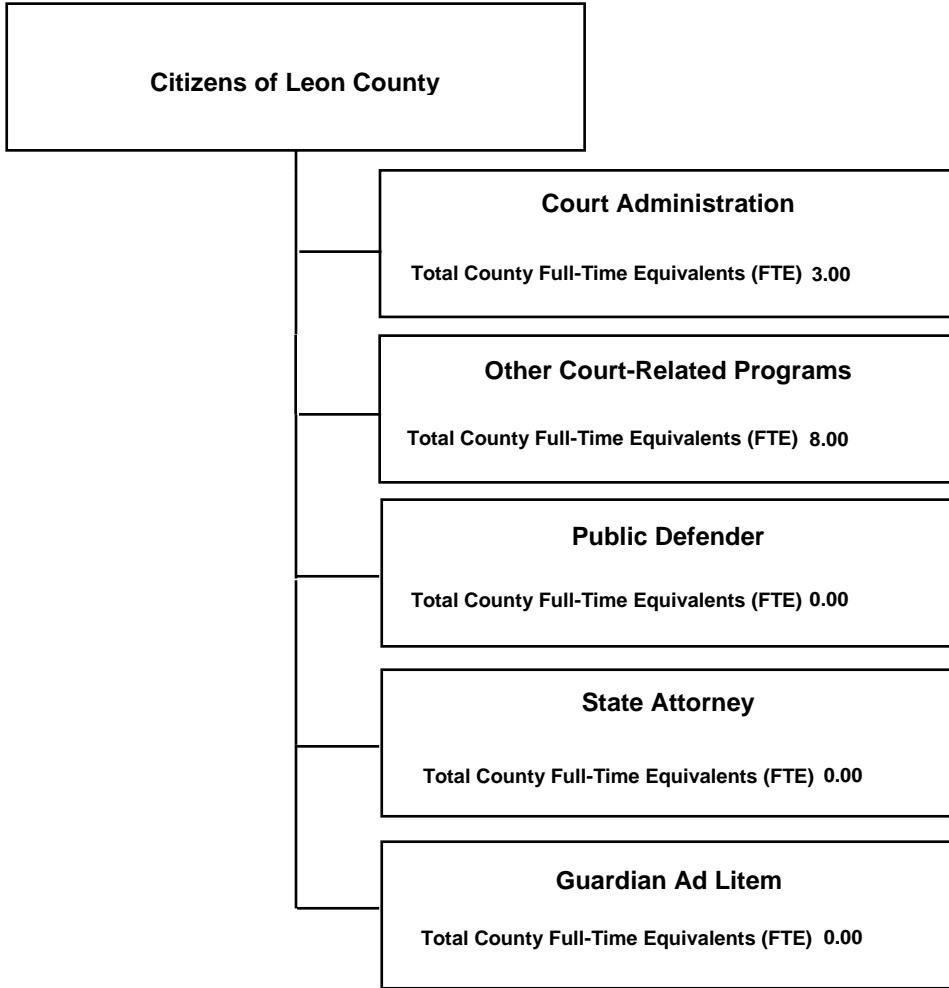 Citizens of Leon County
Court Administration
Total County Full-Time Equivalents (FTE) 3.00
Other Court-Related Programs
Total County Full-Time Equivalents (FTE) 8.00
Public Defender
Total County Full-Time Equivalents (FTE) 0.00
State Attorney
Total County Full-Time Equivalents (FTE) 0.00
Guardian Ad Litem
Total County Full-Time Equivalents (FTE) 0.00